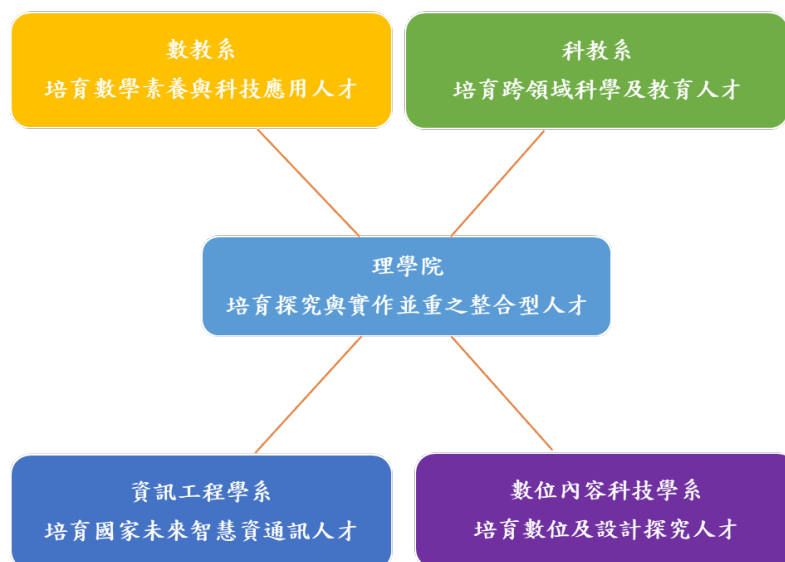 數教系
培育數學素養與科技應用人才
科教系
培育跨領域科學及教育人才
理學院
培育探究與實作並重之整合型人才
資訊工程學系
培育國家未來智慧資通訊人才
數位內容科技學系
培育數位及設計探究人才